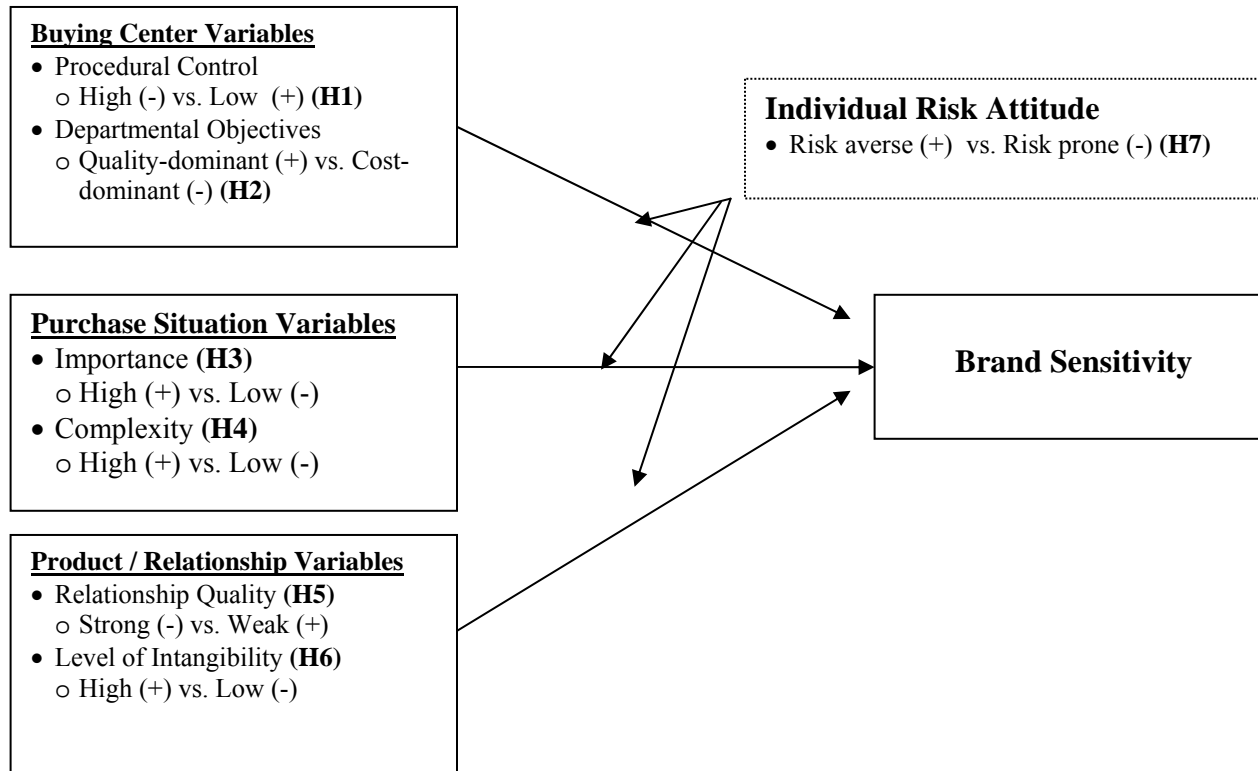 Buying Center Variables
• Procedural Control
o High (-) vs. Low (+) (H1)
• Departmental Objectives
o Quality-dominant (+) vs. Cost-
dominant (-) (H2)
Individual Risk Attitude
• Risk averse (+) vs. Risk prone (-) (H7)
Purchase Situation Variables
• Importance (H3)
o High (+) vs. Low (-)
• Complexity (H4)
o High (+) vs. Low (-)
Brand Sensitivity
Product / Relationship Variables
• Relationship Quality (H5)
o Strong (-) vs. Weak (+)
• Level of Intangibility (H6)
o High (+) vs. Low (-)